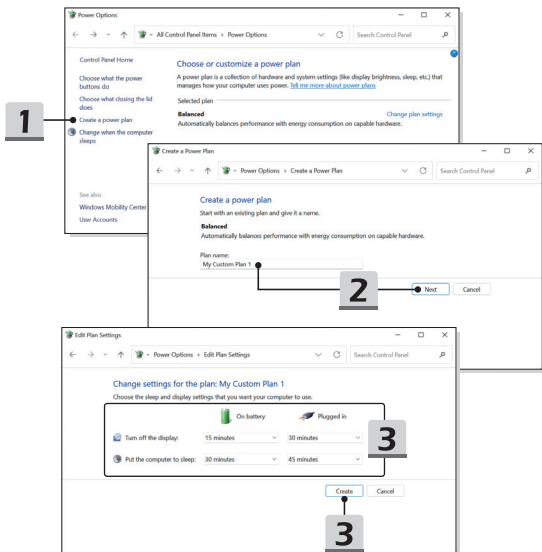 Power Options
All Control Panel Items > Power Options
Search Control Panel
Control Panel Home
Choose what the power
buttons do
Choose what closing the lid
does
Create a power plan
Change when the computer
sleeps
See also
Windows Mobility Center
User Accounts
Choose or customize a power plan
A power plan is a collection of hardware and system settings (like display brightness, sleep, etc.) that
manages how your computer uses power. Tell me more about power plans
Selected plan
Balanced
Change plan settings
Automatically balances performance with energy consumption on capable hardware.
1
Create a Power Plan
Power Options > Create a Power Plan
Search Control Panel
Create a power plan
Start with an existing plan and give it a name.
Balanced
Automatically balances performance with energy consumption on capable hardware.
Plan name:
My Custom Plan 1
2
Next
Cancel
Edit Plan Settings
Power Options > Edit Plan Settings
Search Control Panel
Change settings for the plan: My Custom Plan 1
Choose the sleep and display settings that you want your computer to use.
On battery
Plugged in
Turn off the display: 15 minutes 30 minutes
Put the computer to sleep: 30 minutes 45 minutes
3
Create
Cancel
3